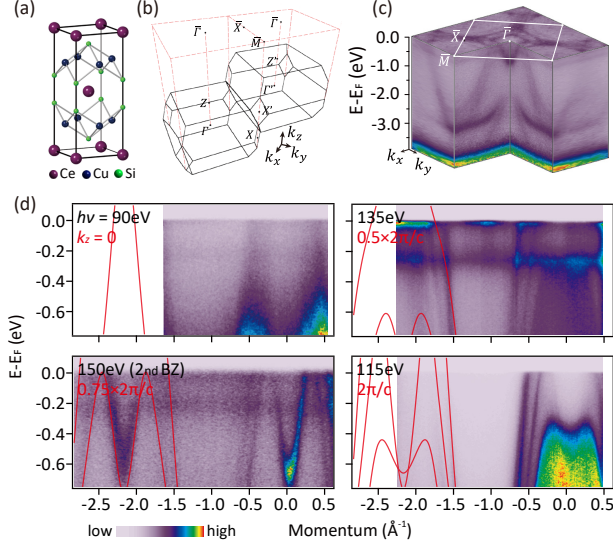 (a)
Ce Cu Si
(b)
Γ̅ X̅ M̅
Z Z'' Γ''' X' Γ X
k_z
k_x k_y
(c)
X̅ Γ̅
M̅
E-E_F (eV)
0.0
-1.0
-3.0
k_x k_y
(d)
E-E_F (eV)
0.0
-0.2
-0.4
-0.6
hν = 90eV
k_z = 0
135eV
0.5×2π/c
0.0
-0.2
-0.4
-0.6
150eV (2nd BZ)
0.75×2π/c
115eV
2π/c
-2.5 -2.0 -1.5 -1.0 -0.5 0.0 0.5
-2.5 -2.0 -1.5 -1.0 -0.5 0.0 0.5
low high
Momentum (Å⁻¹)